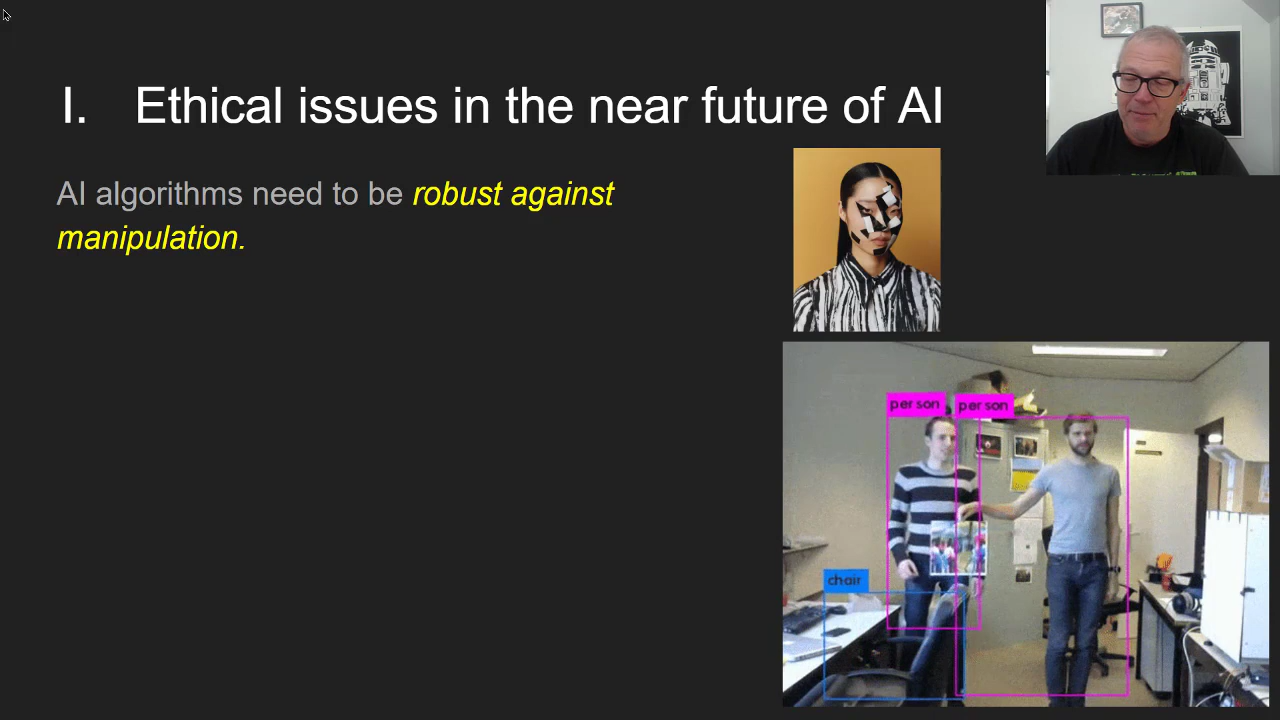 I. Ethical issues in the near future of AI
AI algorithms need to be robust against
manipulation.
person
person
chair